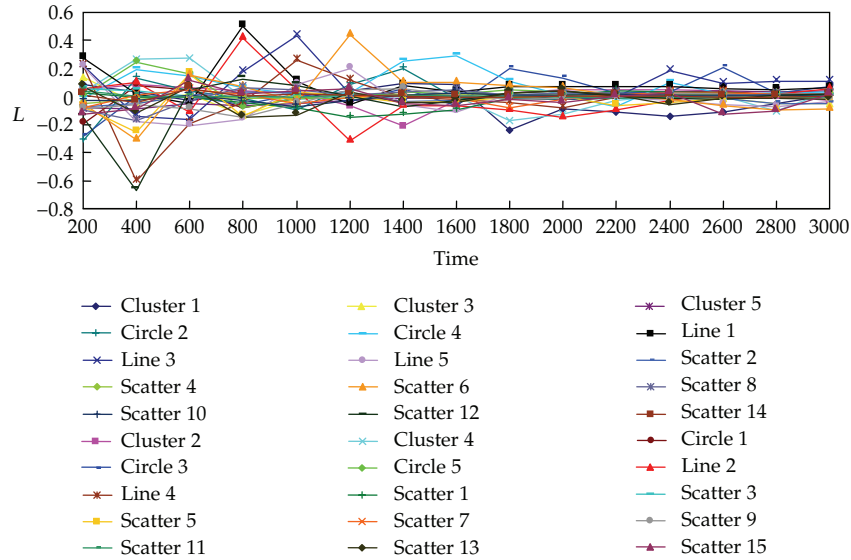 0.6
0.4
0.2
0
−0.2
−0.4
−0.6
−0.8
L
200 400 600 800 1000 1200 1400 1600 1800 2000 2200 2400 2600 2800 3000
Time
Cluster 1 Cluster 3 Cluster 5
Circle 2 Circle 4 Line 1
Line 3 Line 5 Scatter 2
Scatter 4 Scatter 6 Scatter 8
Scatter 10 Scatter 12 Scatter 14
Cluster 2 Cluster 4 Circle 1
Circle 3 Circle 5 Line 2
Line 4 Scatter 1 Scatter 3
Scatter 5 Scatter 7 Scatter 9
Scatter 11 Scatter 13 Scatter 15